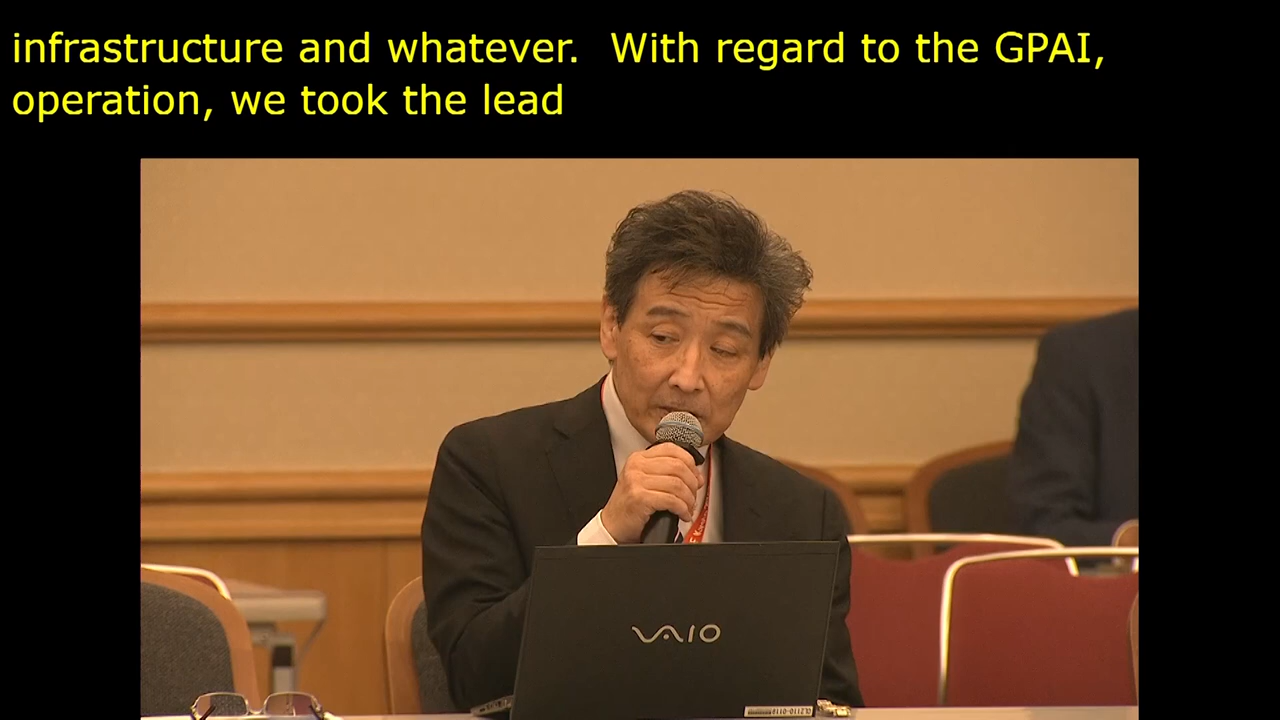 infrastructure and whatever.  With regard to the GPAI,
operation, we took the lead
VAIO